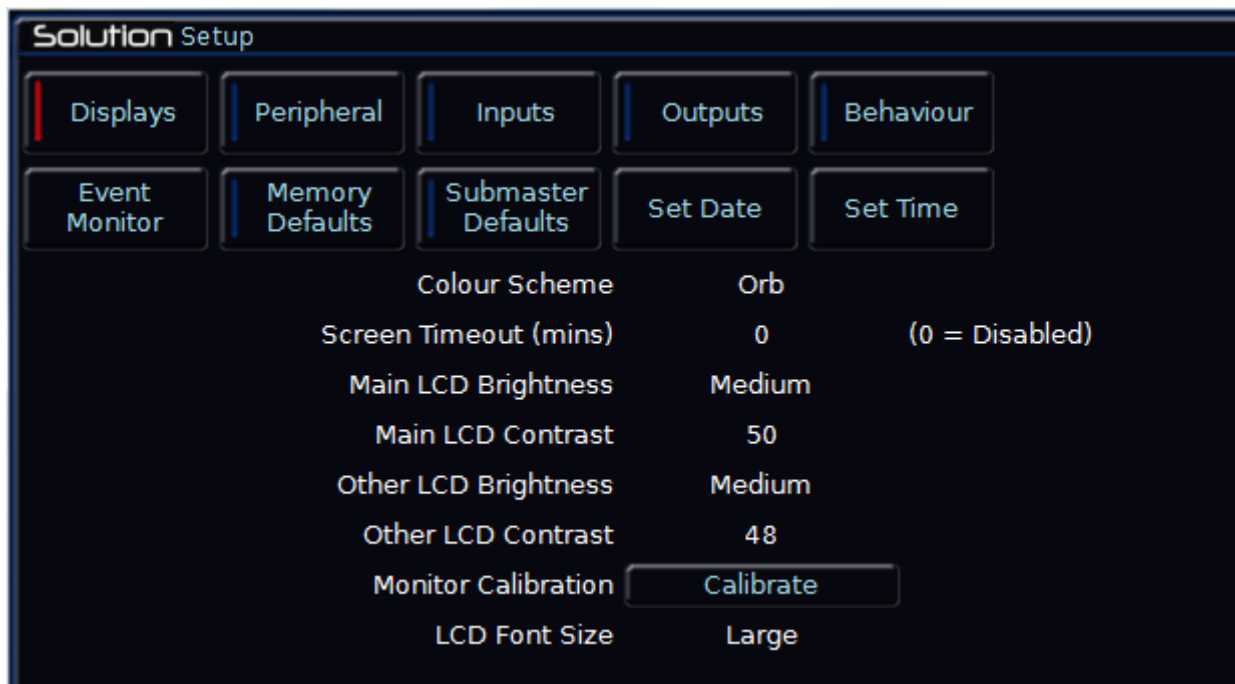 Solution Setup
Displays Peripheral Inputs Outputs Behaviour
Event Memory Submaster Set Date Set Time
Monitor Defaults Defaults
Colour Scheme Orb
Screen Timeout (mins) 0 (0 = Disabled)
Main LCD Brightness Medium
Main LCD Contrast 50
Other LCD Brightness Medium
Other LCD Contrast 48
Monitor Calibration Calibrate
LCD Font Size Large